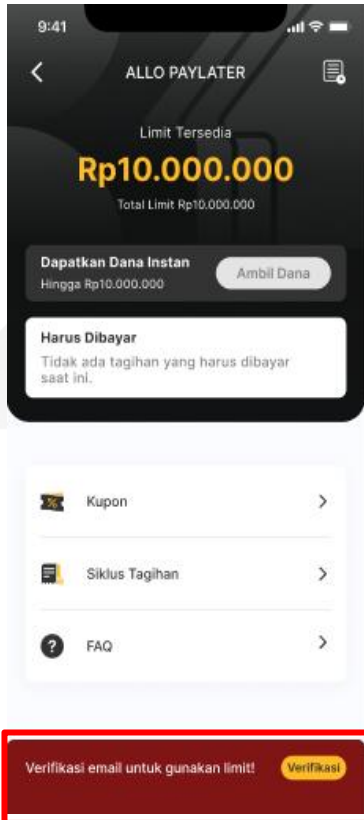 9:41
ALLO PAYLATER
Limit Tersedia
Rp10.000.000
Total Limit Rp10.000.000
Dapatkan Dana Instan
Hingga Rp10.000.000
Ambil Dana
Harus Dibayar
Tidak ada tagihan yang harus dibayar
saat ini.
Kupon
Siklus Tagihan
FAQ
Verifikasi email untuk gunakan limit!
Verifikasi